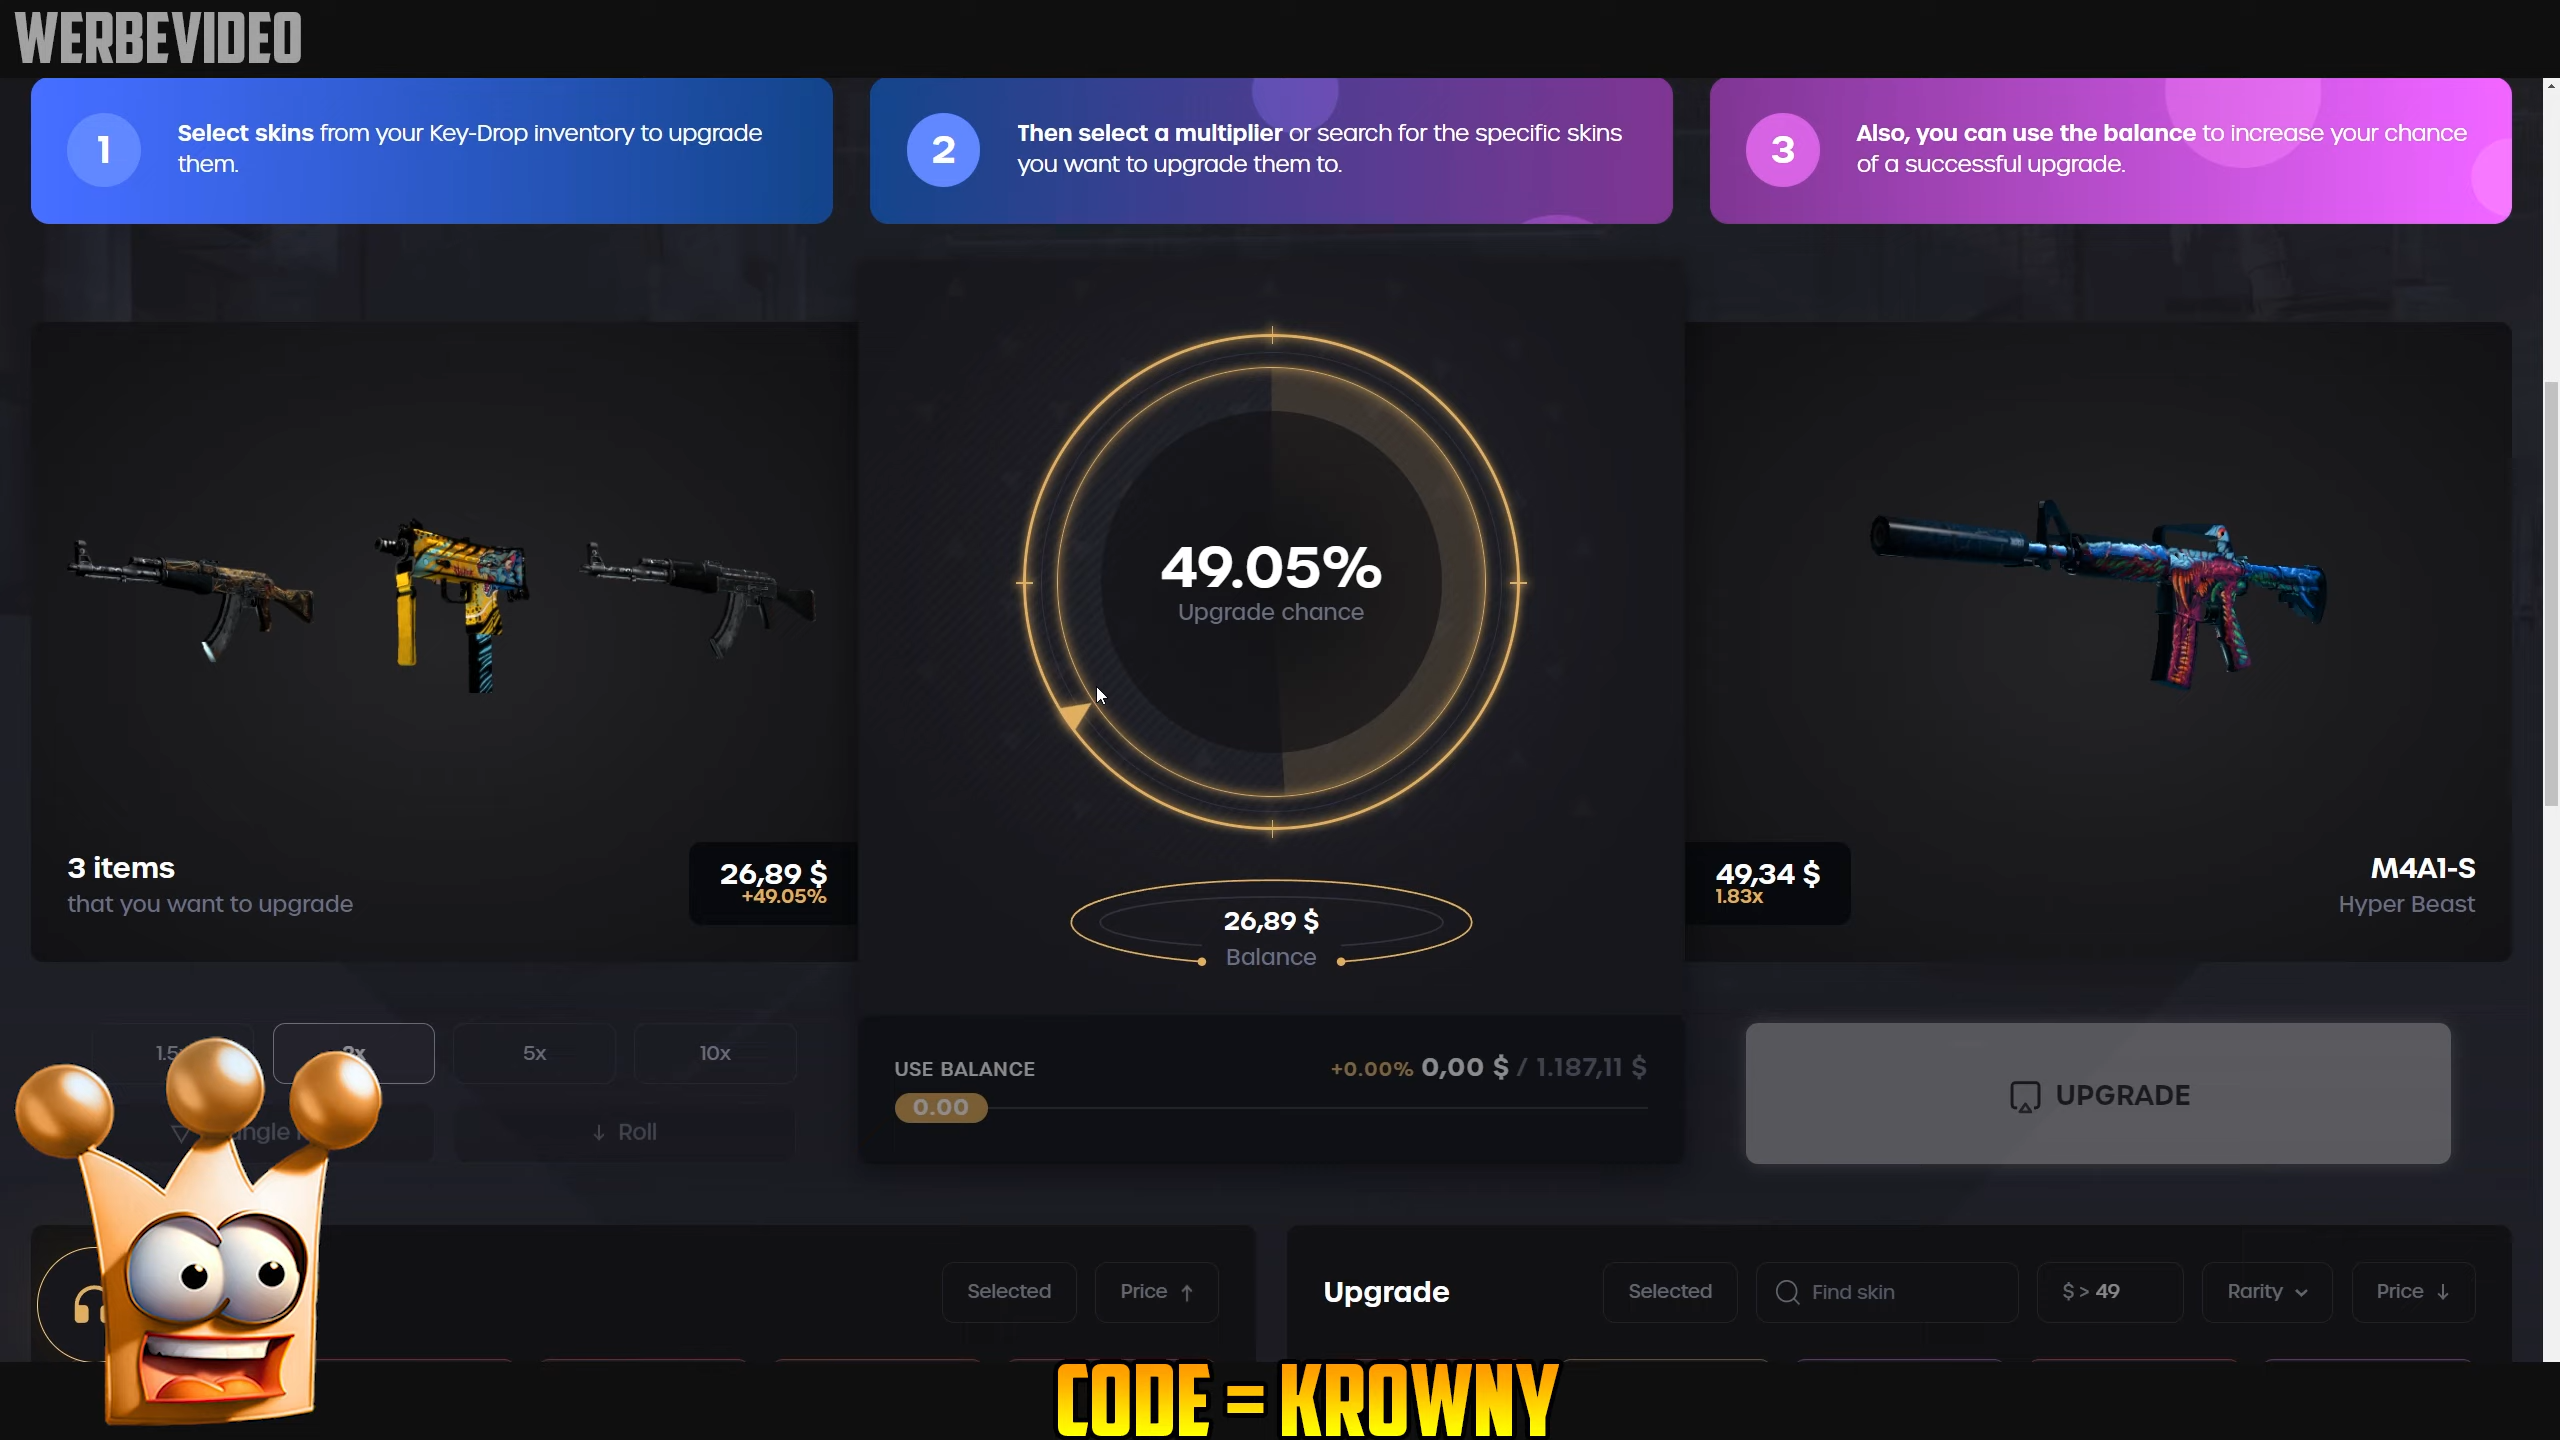 WERBEVIDEO
1
Select skins from your Key-Drop inventory to upgrade
them.
2
Then select a multiplier or search for the specific skins
you want to upgrade them to.
3
Also, you can use the balance to increase your chance
of a successful upgrade.
49.05%
Upgrade chance
3 items
that you want to upgrade
26,89 $
+49.05%
26,89 $
Balance
49,34 $
1.83x
M4A1-S
Hyper Beast
5x
10x
Roll
USE BALANCE
+0.00% 0,00 $ / 1.187,11 $
0.00
UPGRADE
Selected
Price
Upgrade
Selected
Find skin
$ > 49
Rarity
Price
CODE = KROWNY